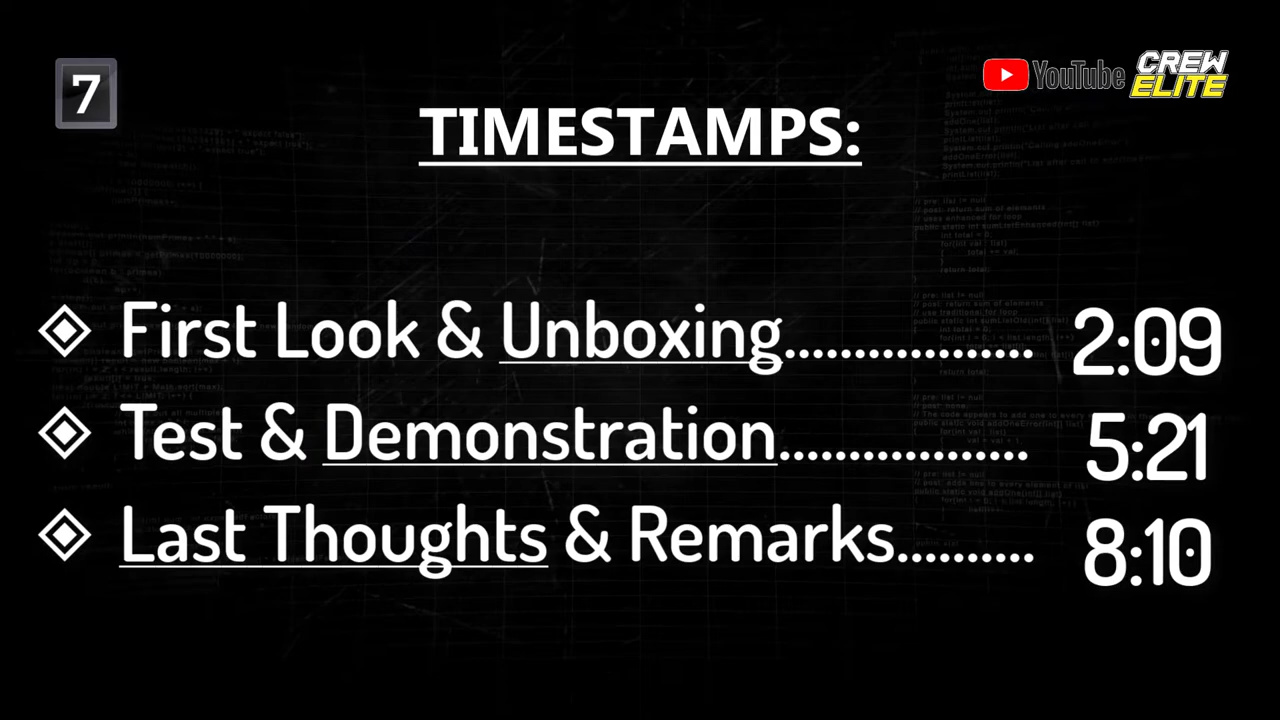 7
YouTube CREW
ELITE
TIMESTAMPS:
First Look & Unboxing................... 2:09
Test & Demonstration................... 5:21
Last Thoughts & Remarks.......... 8:10